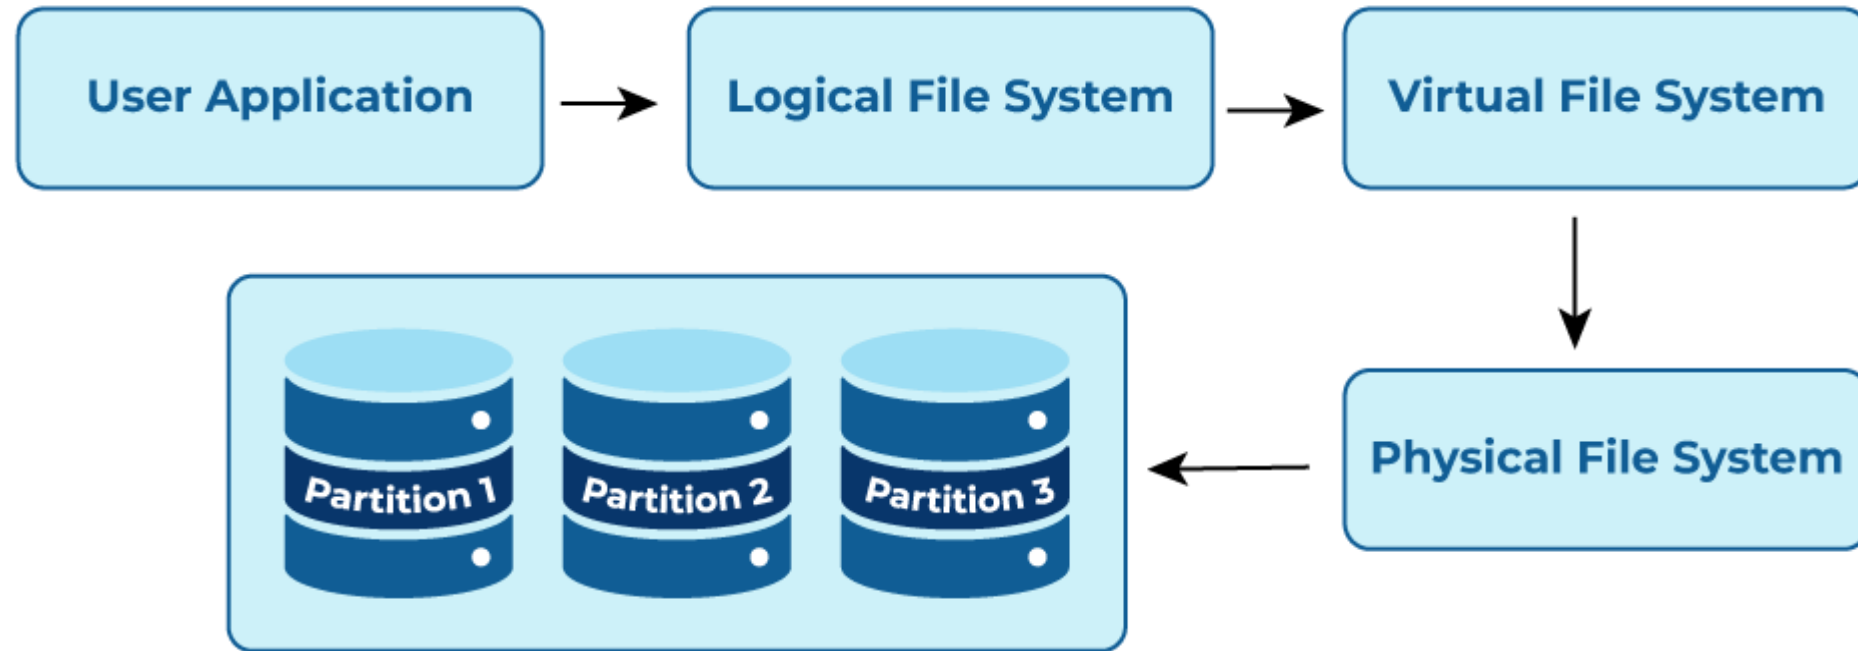 User Application
Logical File System
Virtual File System
Physical File System
Partition 1
Partition 2
Partition 3